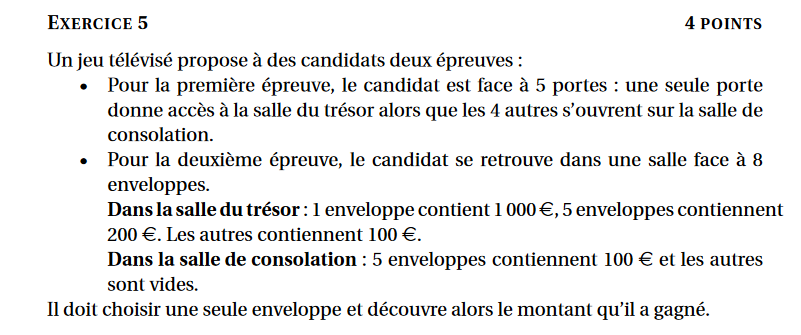 EXERCICE 5 4 POINTS
Un jeu télévisé propose à des candidats deux épreuves :
• Pour la première épreuve, le candidat est face à 5 portes : une seule porte
donne accès à la salle du trésor alors que les 4 autres s’ouvrent sur la salle de
consolation.
• Pour la deuxième épreuve, le candidat se retrouve dans une salle face à 8
enveloppes.
Dans la salle du trésor : 1 enveloppe contient 1 000 €, 5 enveloppes contiennent
200 €. Les autres contiennent 100 €.
Dans la salle de consolation : 5 enveloppes contiennent 100 € et les autres
sont vides.
Il doit choisir une seule enveloppe et découvre alors le montant qu’il a gagné.